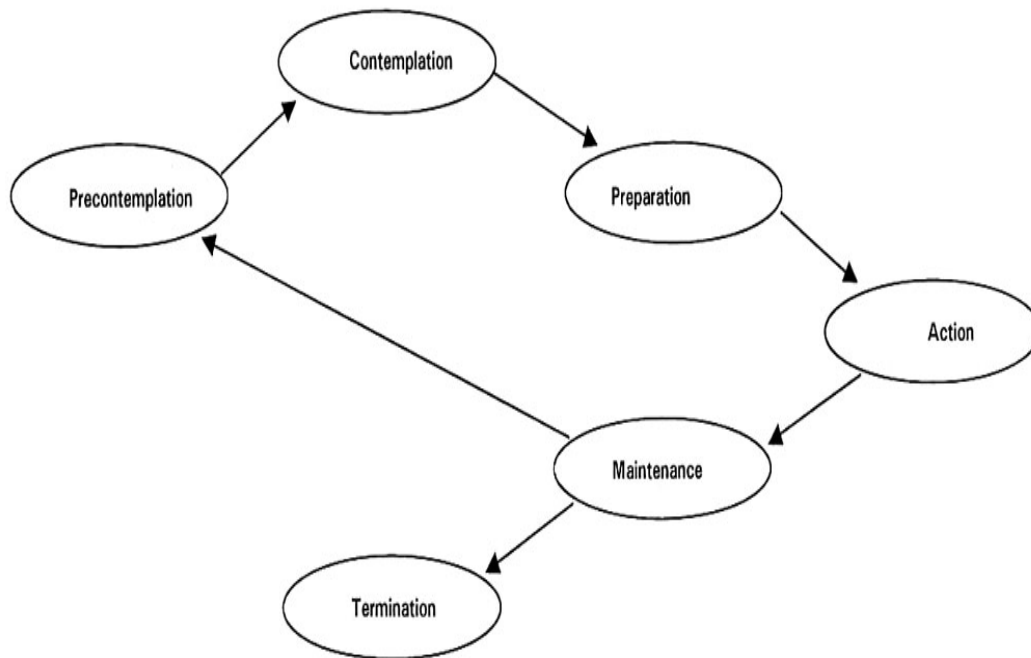 Contemplation
Precontemplation
Preparation
Action
Maintenance
Termination